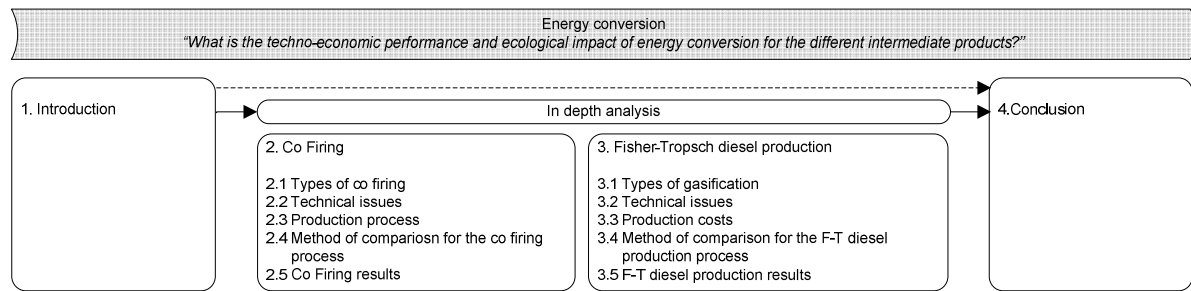 Energy conversion
“What is the techno-economic performance and ecological impact of energy conversion for the different intermediate products?”
1. Introduction
In depth analysis
4.Conclusion
2. Co Firing
2.1 Types of co firing
2.2 Technical issues
2.3 Production process
2.4 Method of compariosn for the co firing
process
2.5 Co Firing results
3. Fisher-Tropsch diesel production
3.1 Types of gasification
3.2 Technical issues
3.3 Production costs
3.4 Method of comparison for the F-T diesel
production process
3.5 F-T diesel production results